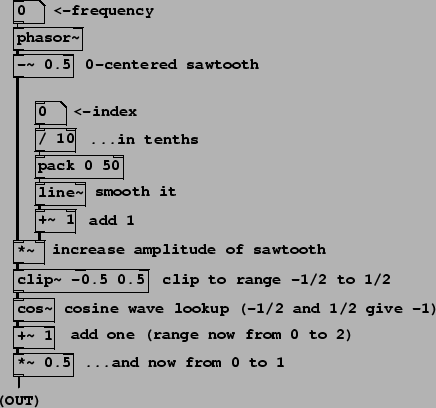 0 <-frequency
phasor~
-~ 0.5 0-centered sawtooth
0 <-index
/ 10 ...in tenths
pack 0 50
line~ smooth it
+~ 1 add 1
*~ increase amplitude of sawtooth
clip~ -0.5 0.5 clip to range -1/2 to 1/2
cos~ cosine wave lookup (-1/2 and 1/2 give -1)
+~ 1 add one (range now from 0 to 2)
*~ 0.5 ...and now from 0 to 1
(OUT)